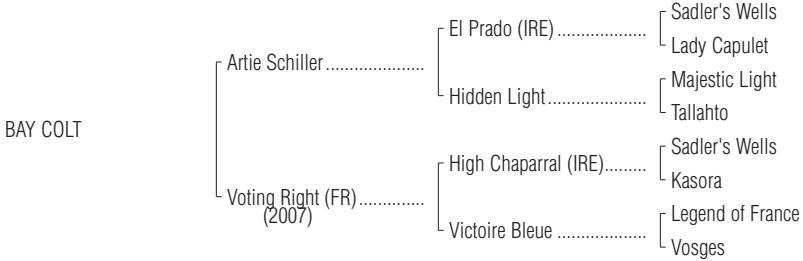 Sadler's Wells
El Prado (IRE)...................
Lady Capulet
Artie Schiller.....................
Majestic Light
Hidden Light.....................
Tallahto
BAY COLT
Sadler's Wells
High Chaparral (IRE).........
Kasora
Voting Right (FR)..............
(2007)
Legend of France
Victoire Bleue ...................
Vosges